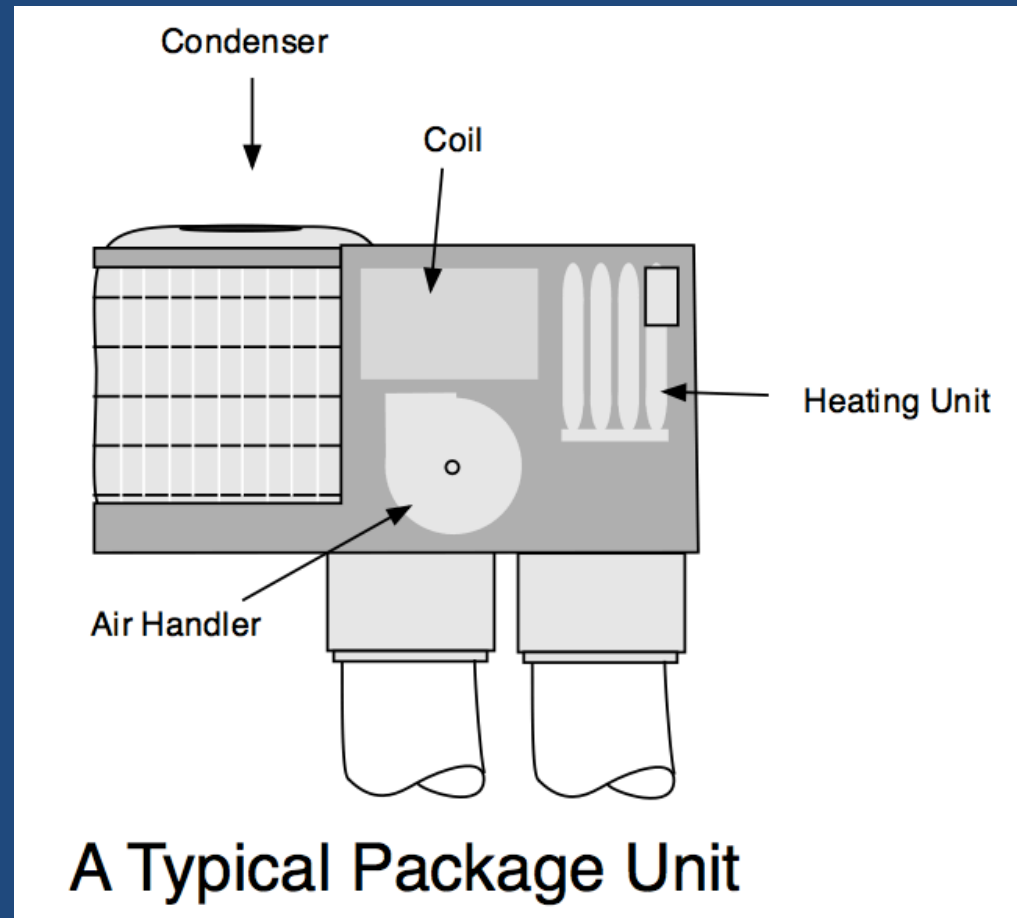 Condenser
Coil
Heating Unit
Air Handler
A Typical Package Unit